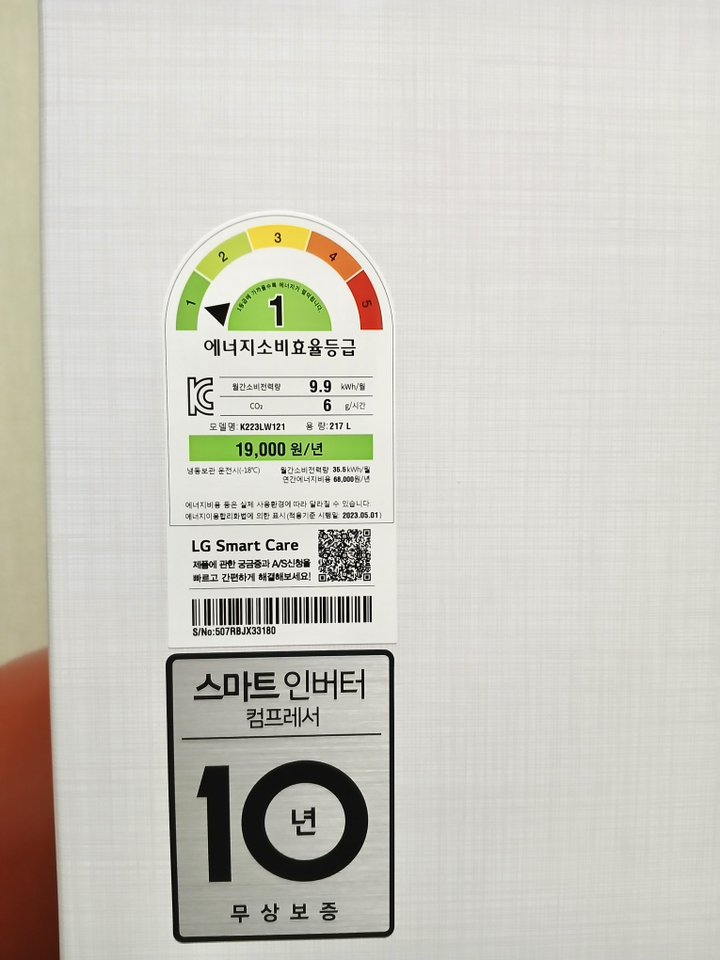 1 2 3 4 5
1등급에 가까울수록 에너지가 절약됩니다.
1
에너지소비효율등급
월간소비전력량 9.9 kWh/월
CO₂ 6 g/시간
모델명: K223LW121 용 량: 217 L
19,000 원/년
냉동보관 운전시(-18℃) 월간소비전력량 35.5 kWh/월
연간에너지비용 68,000원/년
에너지비용 등은 실제 사용환경에 따라 달라질 수 있습니다.
에너지이용합리화법에 의한 표시 (적용기준 시행일: 2023.05.01)
LG Smart Care
제품에 관한 궁금증과 A/S신청을
빠르고 간편하게 해결해보세요!
S/No:507RBJX33180
스마트 인버터
컴프레서
10년
무상보증